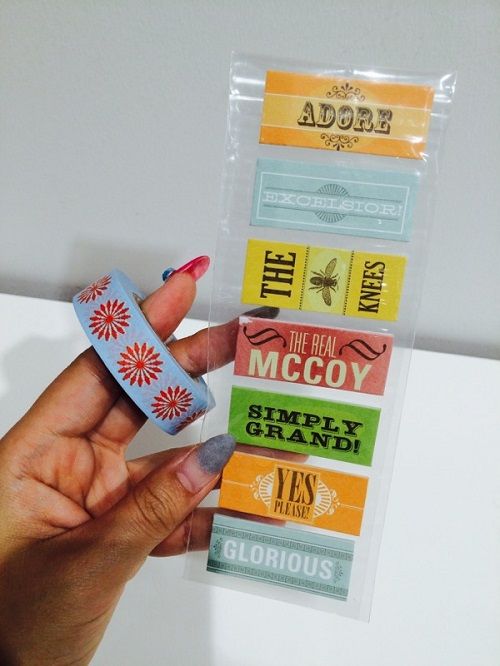 ADORE
EXCELSIOR!
THE KNEES
THE REAL
MCCOY
SIMPLY
GRAND!
YES
PLEASE!
GLORIOUS